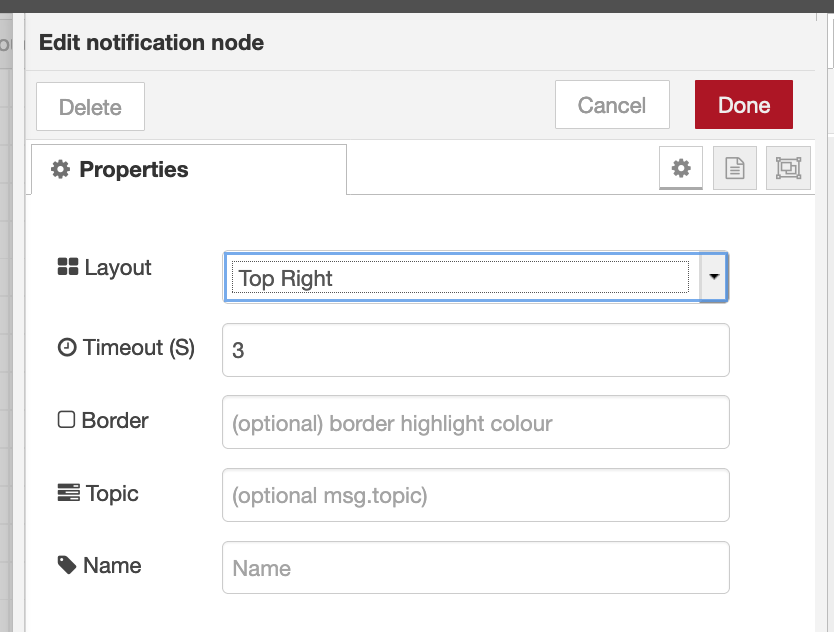 Edit notification node
Delete
Cancel
Done
Properties
Layout
Top Right
Timeout (S)
3
Border
(optional) border highlight colour
Topic
(optional msg.topic)
Name
Name